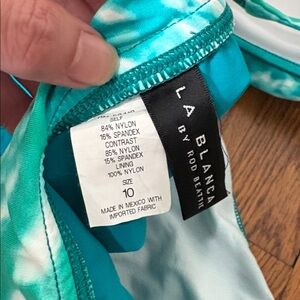 SELF
84% NYLON
16% SPANDEX
CONTRAST
85% NYLON
15% SPANDEX
LINING
100% NYLON
SIZE
10
MADE IN MEXICO WITH
IMPORTED FABRIC
LA BLANCA
BY ROD BEATTIE